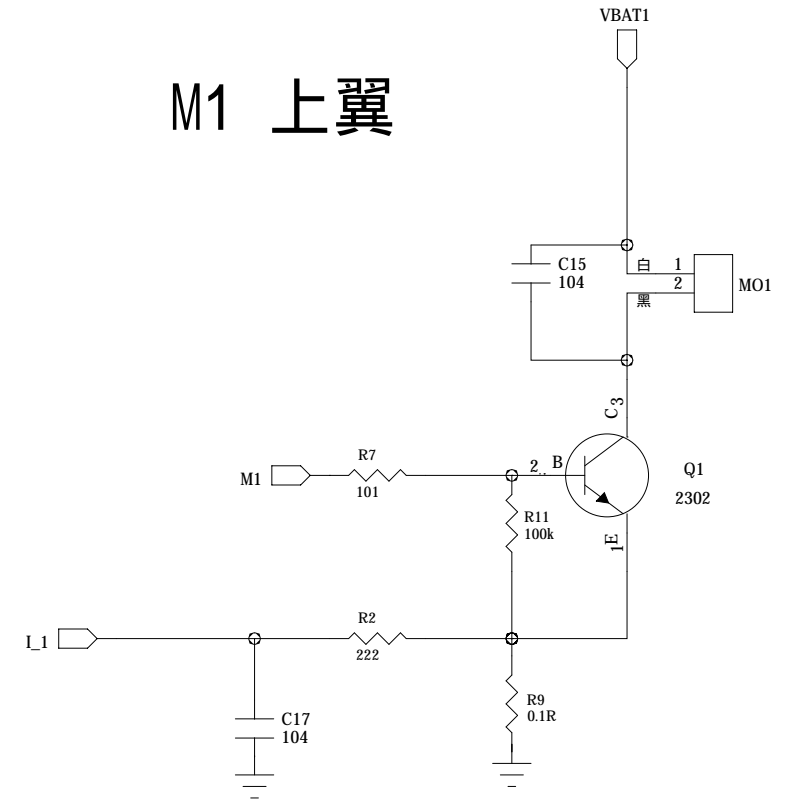 VBAT1
M1 上翼
C15
104
白 1
2
黑
MO1
C 3
R7
M1
101
2.. B
Q1
2302
R11
100k
1E
R2
I_1
222
R9
0.1R
C17
104